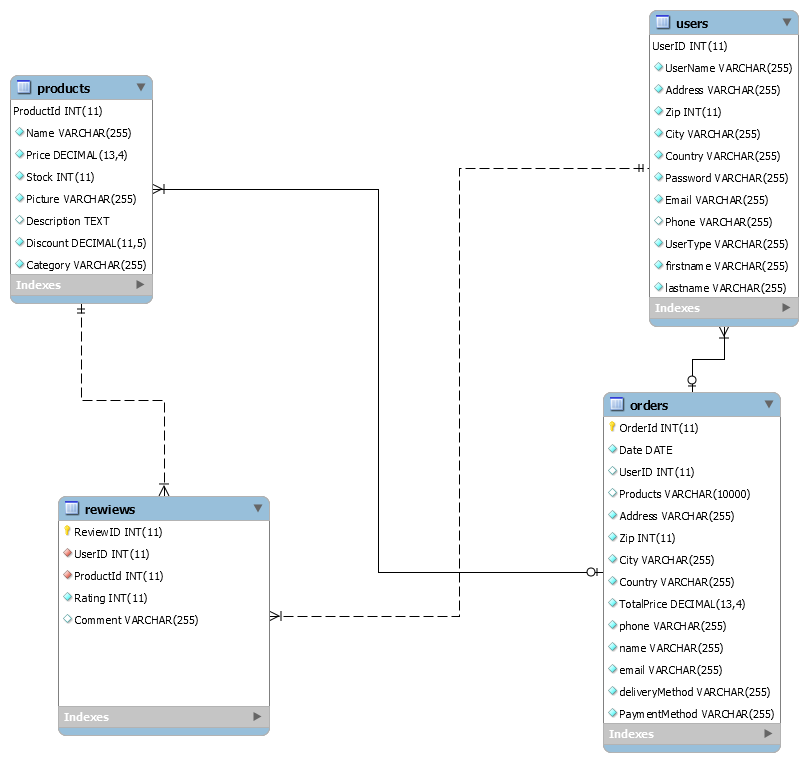 products
ProductId INT(11)
Name VARCHAR(255)
Price DECIMAL(13,4)
Stock INT(11)
Picture VARCHAR(255)
Description TEXT
Discount DECIMAL(11,5)
Category VARCHAR(255)
Indexes
users
UserID INT(11)
UserName VARCHAR(255)
Address VARCHAR(255)
Zip INT(11)
City VARCHAR(255)
Country VARCHAR(255)
Password VARCHAR(255)
Email VARCHAR(255)
Phone VARCHAR(255)
UserType VARCHAR(255)
firstname VARCHAR(255)
lastname VARCHAR(255)
Indexes
rewiews
ReviewID INT(11)
UserID INT(11)
ProductId INT(11)
Rating INT(11)
Comment VARCHAR(255)
Indexes
orders
OrderId INT(11)
Date DATE
UserID INT(11)
Products VARCHAR(10000)
Address VARCHAR(255)
Zip INT(11)
City VARCHAR(255)
Country VARCHAR(255)
TotalPrice DECIMAL(13,4)
phone VARCHAR(255)
name VARCHAR(255)
email VARCHAR(255)
deliveryMethod VARCHAR(255)
PaymentMethod VARCHAR(255)
Indexes